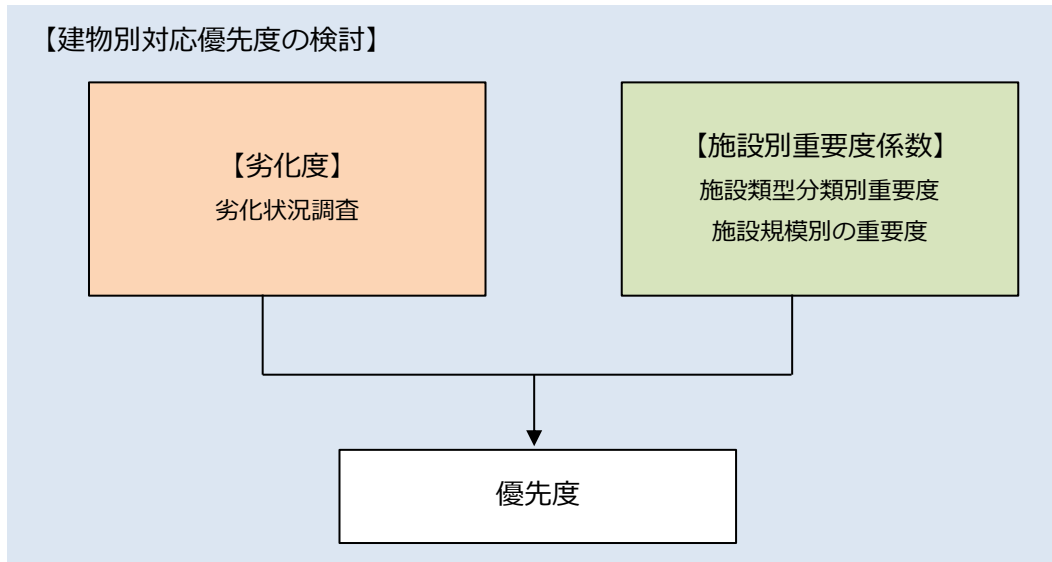 【建物別対応優先度の検討】
【劣化度】
劣化状況調査
【施設別重要度係数】
施設類型分類別重要度
施設規模別の重要度
優先度